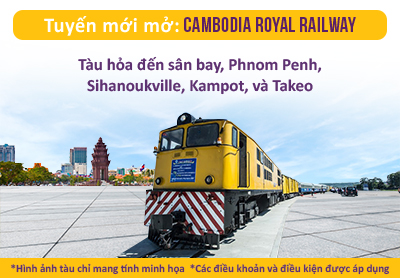 Tuyến mới mở: CAMBODIA ROYAL RAILWAY
Tàu hỏa đến sân bay, Phnom Penh,
Sihanoukville, Kampot, và Takeo
*Hình ảnh tàu chỉ mang tính minh họa *Các điều khoản và điều kiện được áp dụng